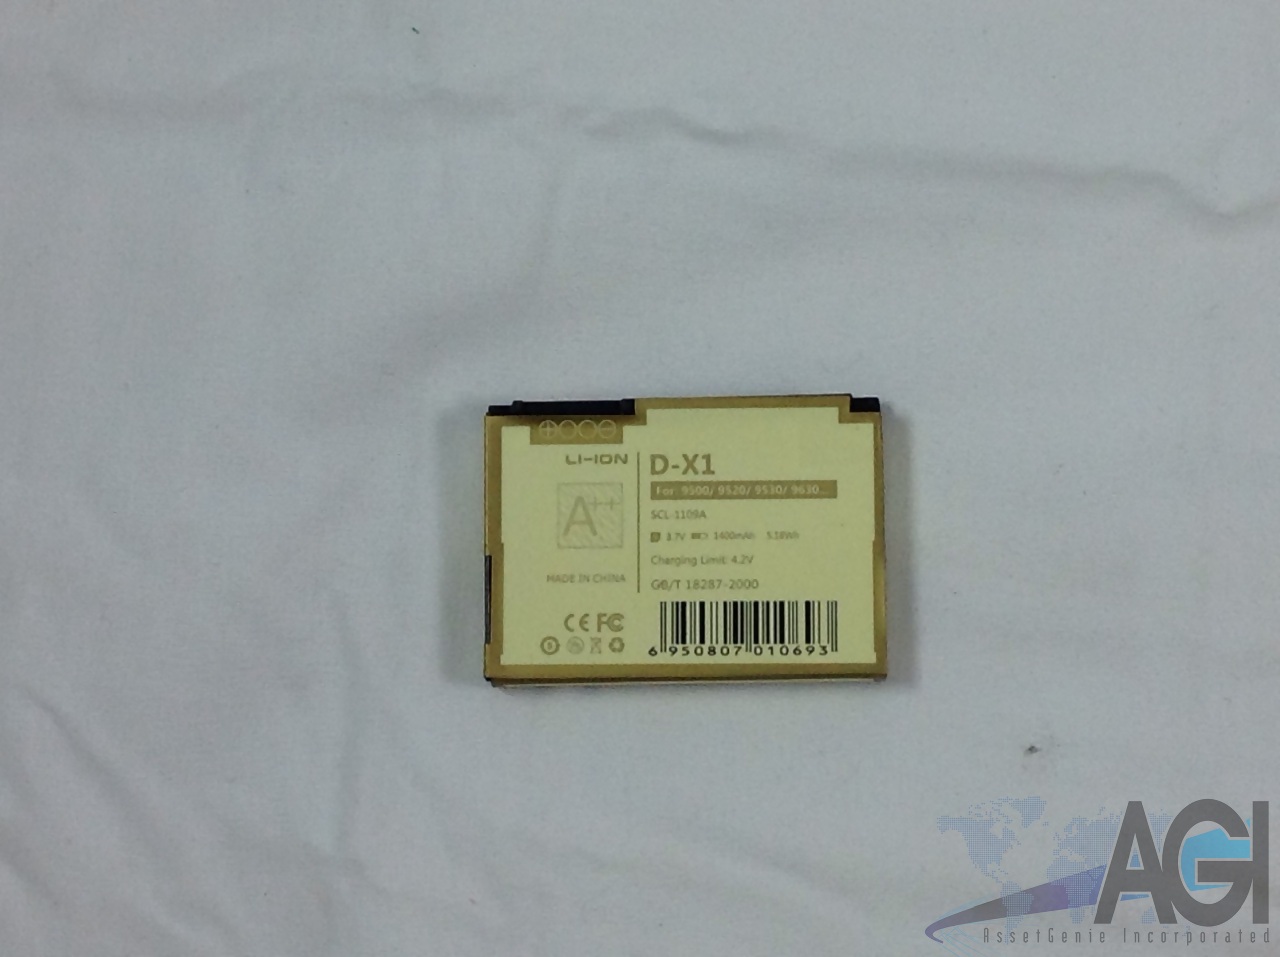 LI-ION
A++
MADE IN CHINA
CE FC
D-X1
For: 9500/ 9520/ 9530/ 9630...
SCL-1109A
3.7V 1400mAh 5.18Wh
Charging Limit: 4.2V
GB/T 18287-2000
6 950807 010693
AGI
AssetGenie Incorporated